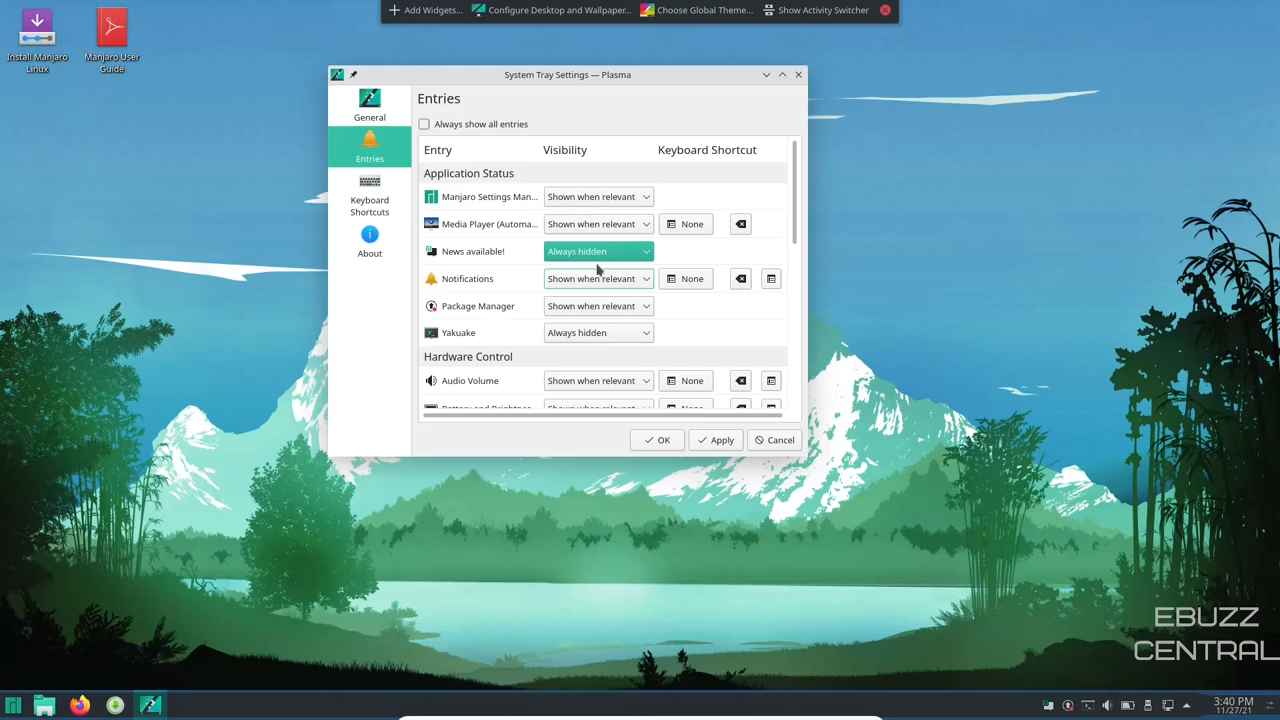 Add Widgets...
Configure Desktop and Wallpaper...
Choose Global Theme...
Show Activity Switcher
Install Manjaro
Linux
Manjaro User
Guide
System Tray Settings — Plasma
General
Entries
Keyboard
Shortcuts
About
Entries
Always show all entries
Entry Visibility Keyboard Shortcut
Application Status
Manjaro Settings Man... Shown when relevant
Media Player (Automa... Shown when relevant None
News available! Always hidden
Notifications Shown when relevant None
Package Manager Shown when relevant
Yakuake Always hidden
Hardware Control
Audio Volume Shown when relevant None
OK Apply Cancel
EBUZZ
CENTRAL
3:40 PM
11/27/21